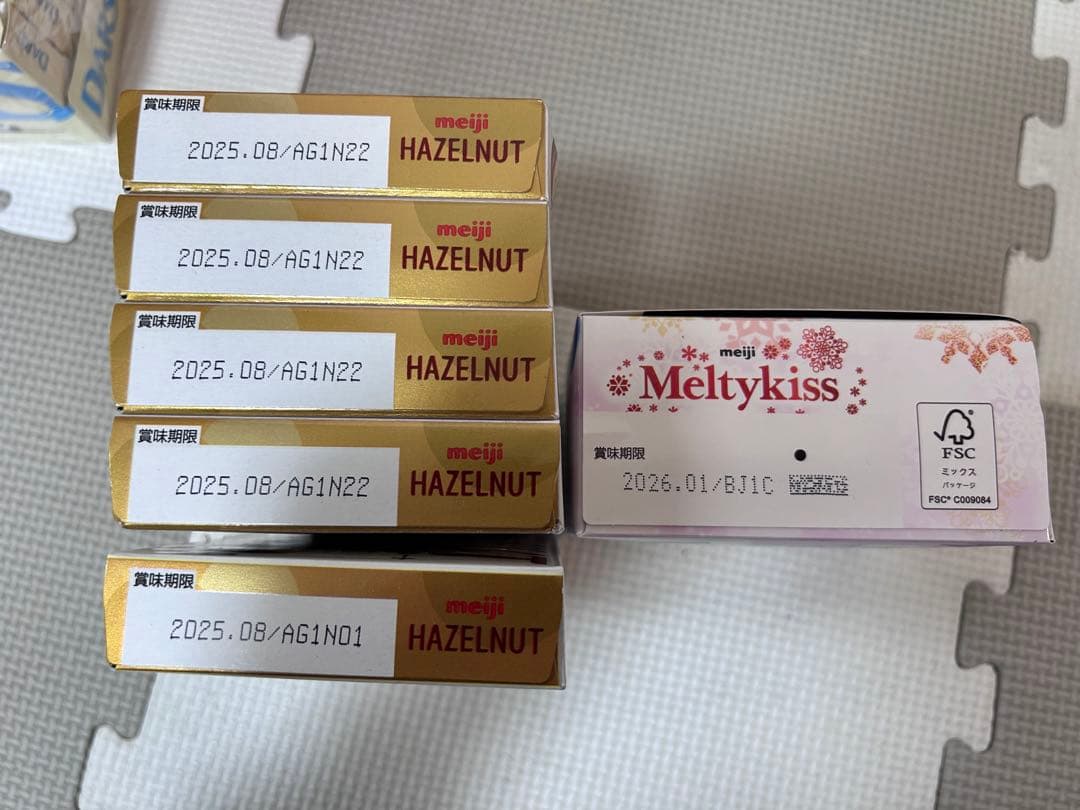 DARS
賞味期限
2025.08/AG1N22
meiji
HAZELNUT
賞味期限
2025.08/AG1N22
meiji
HAZELNUT
賞味期限
2025.08/AG1N22
meiji
HAZELNUT
賞味期限
2025.08/AG1N22
meiji
HAZELNUT
賞味期限
2025.08/AG1N01
meiji
HAZELNUT
meiji
Meltykiss
賞味期限
2026.01/BJ1C
FSC
ミックス
パッケージ
FSC® C009084